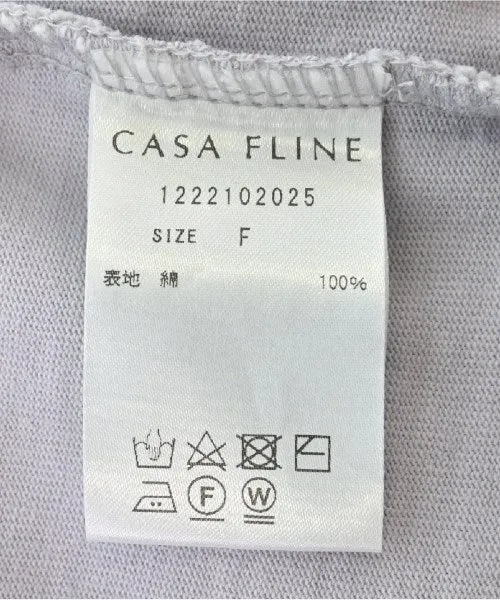 CASA FLINE
1222102025
SIZE F
表地 綿 100%
F W